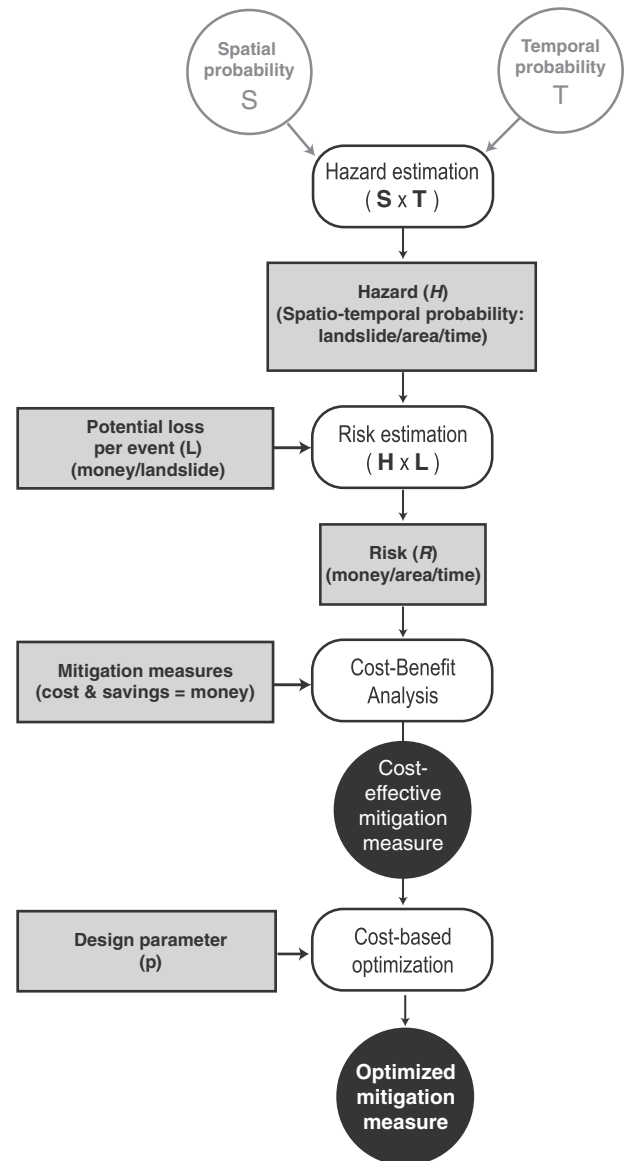 Spatial
probability
S
Temporal
probability
T
Hazard estimation
( S x T )
Hazard (H)
(Spatio-temporal probability:
landslide/area/time)
Potential loss
per event (L)
(money/landslide)
Risk estimation
( H x L )
Risk (R)
(money/area/time)
Mitigation measures
(cost & savings = money)
Cost-Benefit
Analysis
Cost-
effective
mitigation
measure
Design parameter
(p)
Cost-based
optimization
Optimized
mitigation
measure